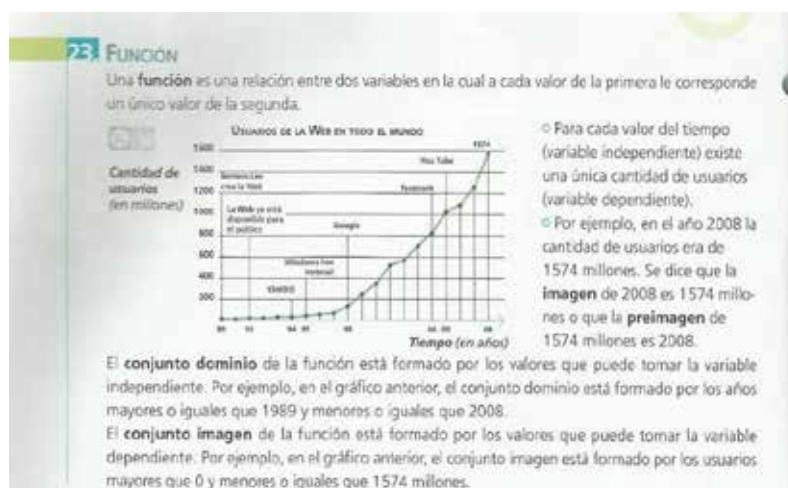 23. FUNCIÓN
Una función es una relación entre dos variables en la cual a cada valor de la primera le corresponde
un único valor de la segunda.
USUARIOS DE LA WEB EN TODO EL MUNDO
Cantidad de
usuarios
(en millones)
1600
1400
1200
1000
800
600
400
200
1574
You Tube
Facebook
Berners-Lee
crea la Web
La Web ya está
disponible para
el público
Google
Windows
Hotmail
YAHOO
Tiempo (en años)
Para cada valor del tiempo
(variable independiente) existe
una única cantidad de usuarios
(variable dependiente).
Por ejemplo, en el año 2008 la
cantidad de usuarios era de
1574 millones. Se dice que la
imagen de 2008 es 1574 millo-
nes o que la preimagen de
1574 millones es 2008.
El conjunto dominio de la función está formado por los valores que puede tomar la variable
independiente. Por ejemplo, en el gráfico anterior, el conjunto dominio está formado por los años
mayores o iguales que 1989 y menores o iguales que 2008.
El conjunto imagen de la función está formado por los valores que puede tomar la variable
dependiente. Por ejemplo, en el gráfico anterior, el conjunto imagen está formado por los usuarios
mayores que 0 y menores o iguales que 1574 millones.